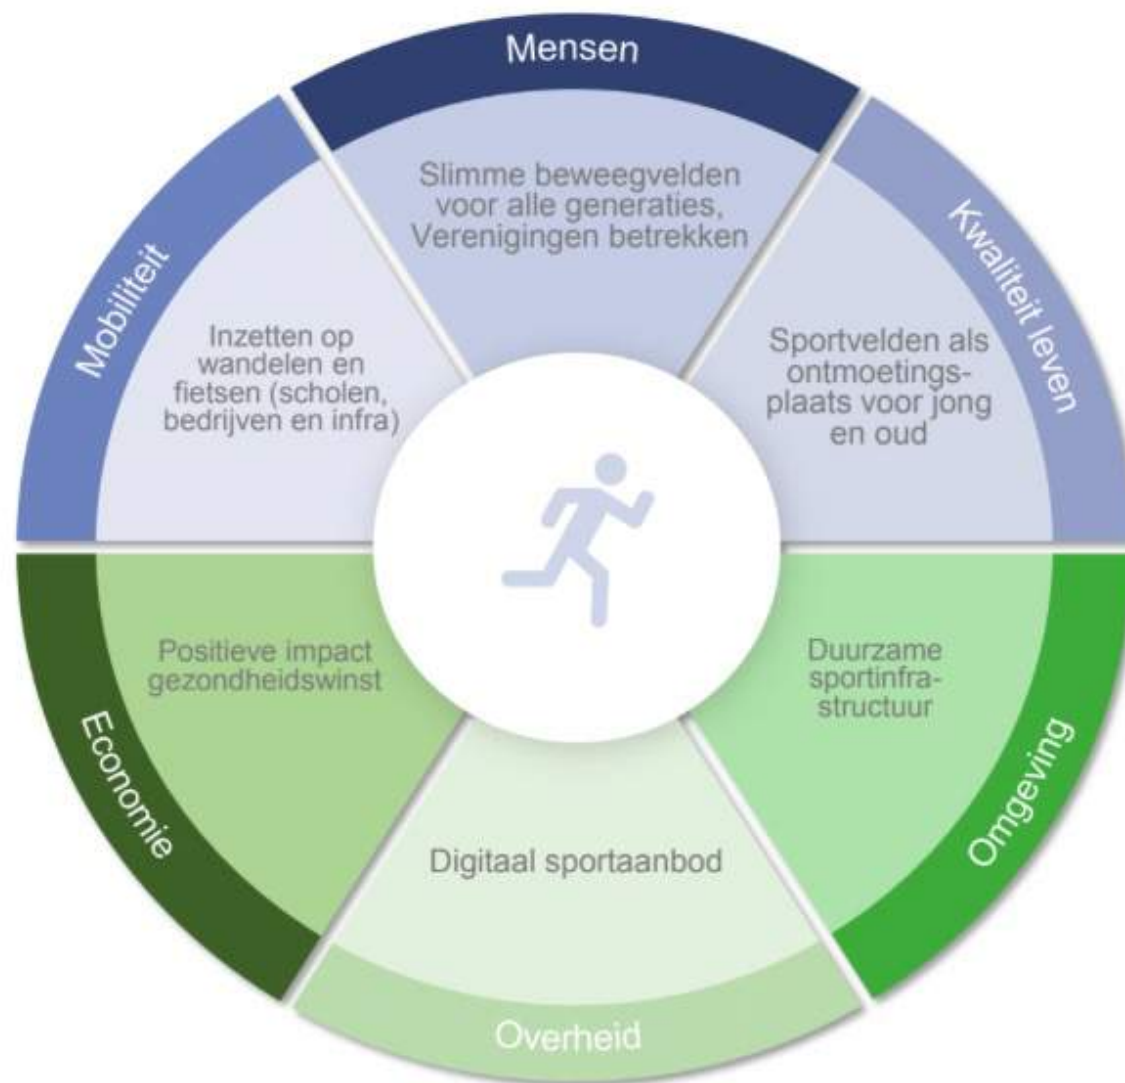 Mensen
Slimme beweegvelden
voor alle generaties,
Verenigingen betrekken
Kwaliteit leven
Sportvelden als
ontmoetings-
plaats voor jong
en oud
Omgeving
Duurzame
sportinfra-
structuur
Overheid
Digitaal sportaanbod
Economie
Positieve impact
gezondheidswinst
Mobiliteit
Inzetten op
wandelen en
fietsen (scholen,
bedrijven en infra)